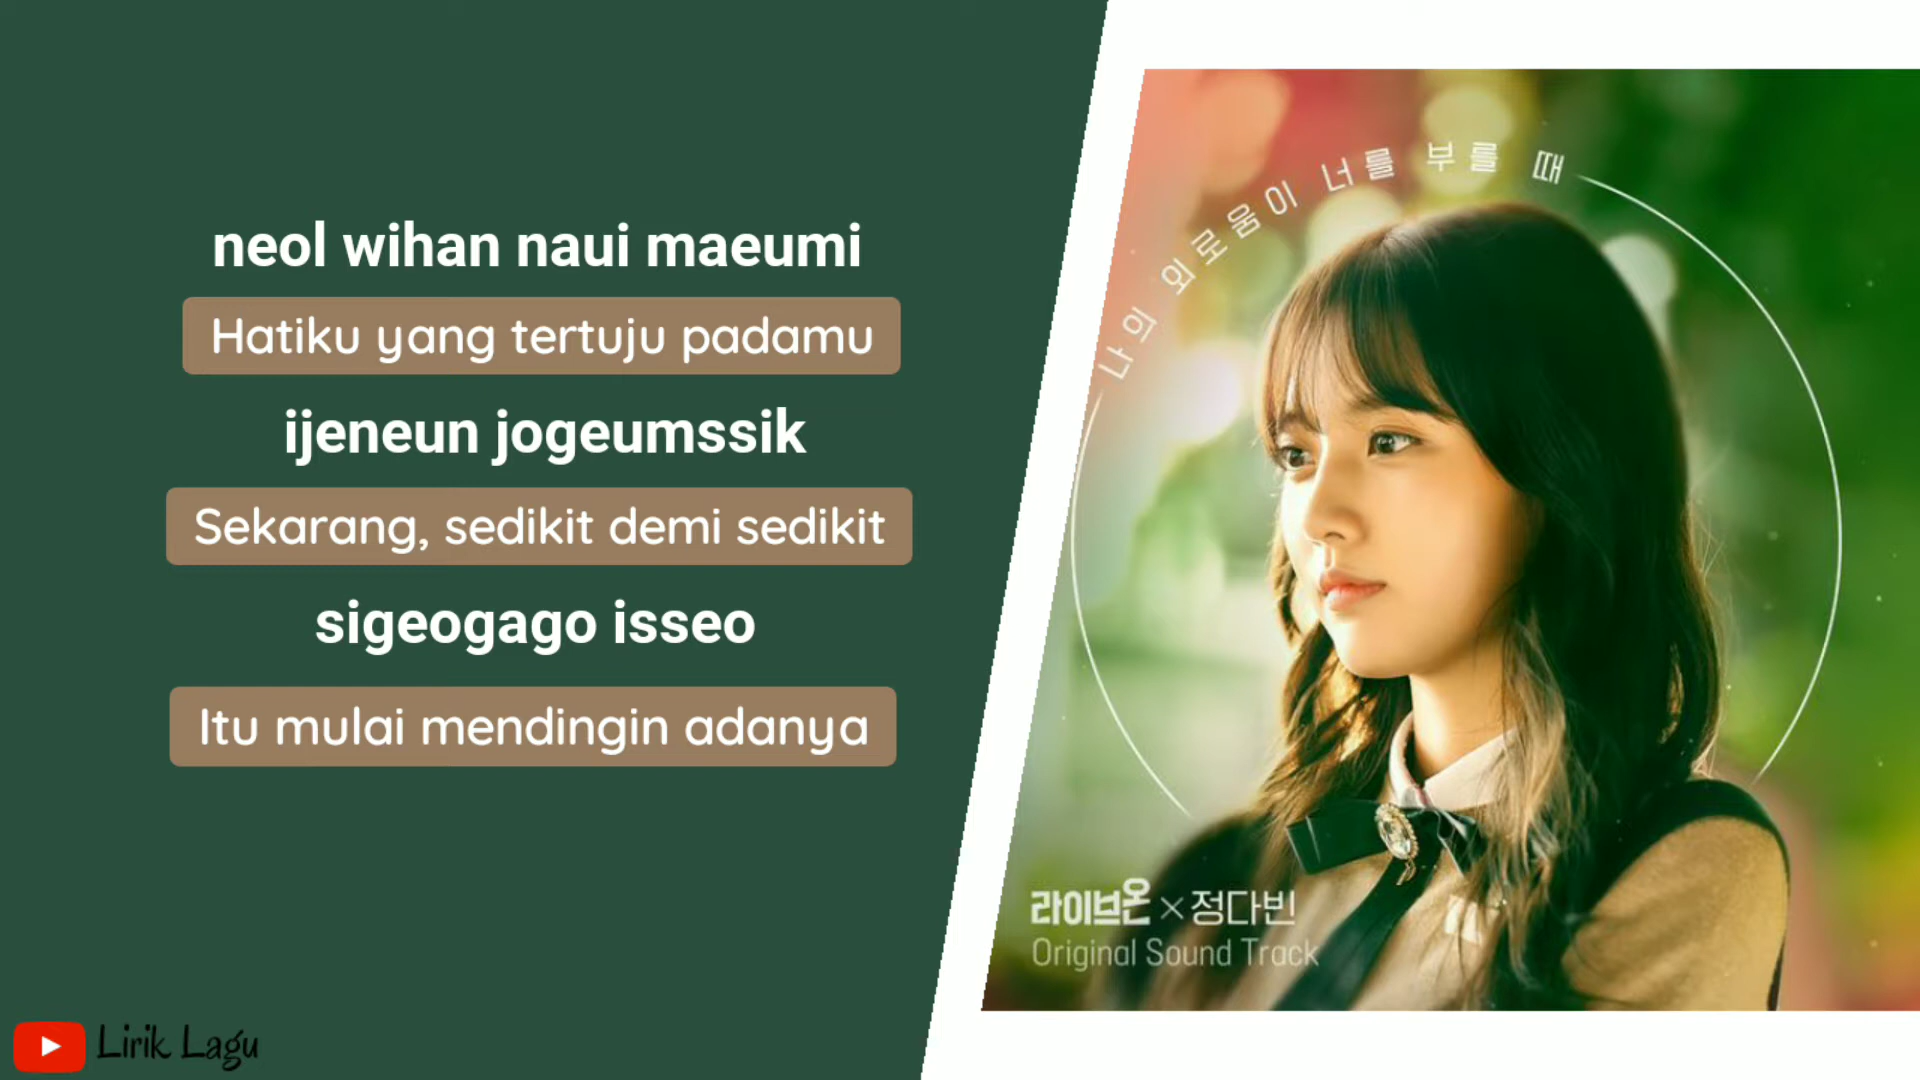 neol wihan naui maeumi
Hatiku yang tertuju padamu
ijeneun jogeumssik
Sekarang, sedikit demi sedikit
sigeogago isseo
Itu mulai mendingin adanya
Lirik Lagu
나의 외로움이 너를 부를 때
라이브온×정다빈
Original Sound Track